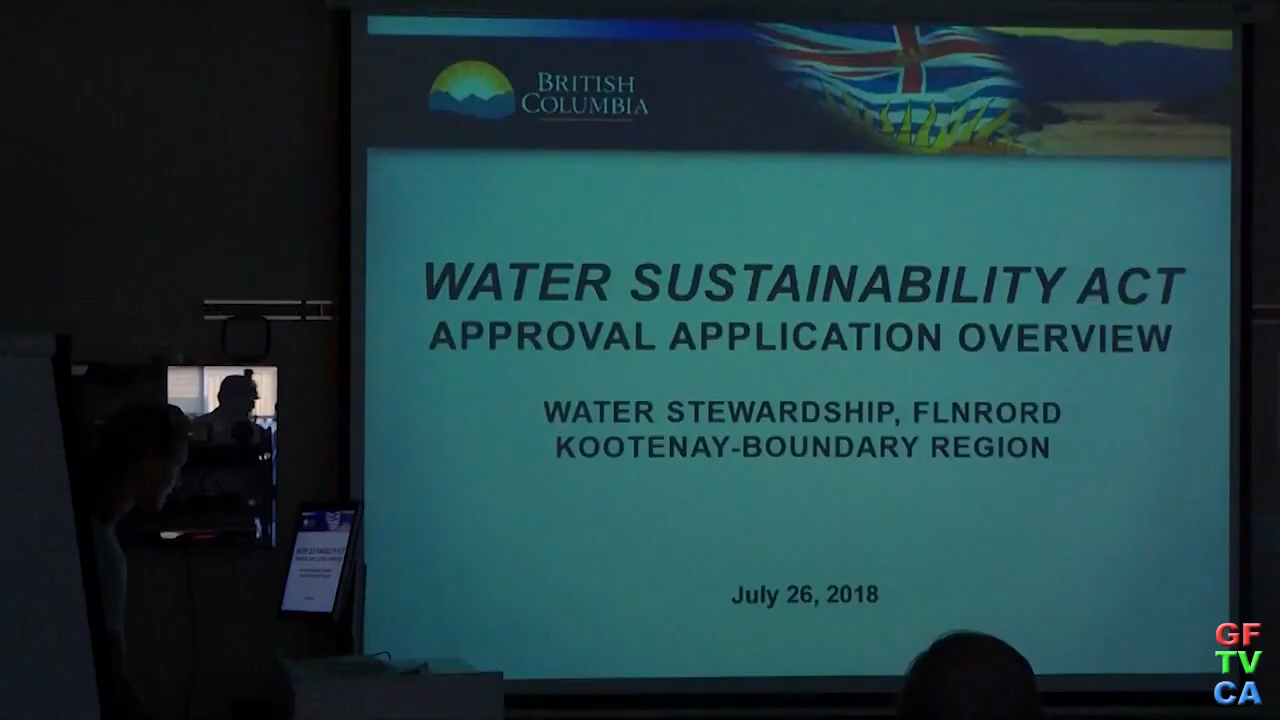 BRITISH
COLUMBIA
WATER SUSTAINABILITY ACT
APPROVAL APPLICATION OVERVIEW
WATER STEWARDSHIP, FLNRORD
KOOTENAY-BOUNDARY REGION
July 26, 2018
GF
TV
CA